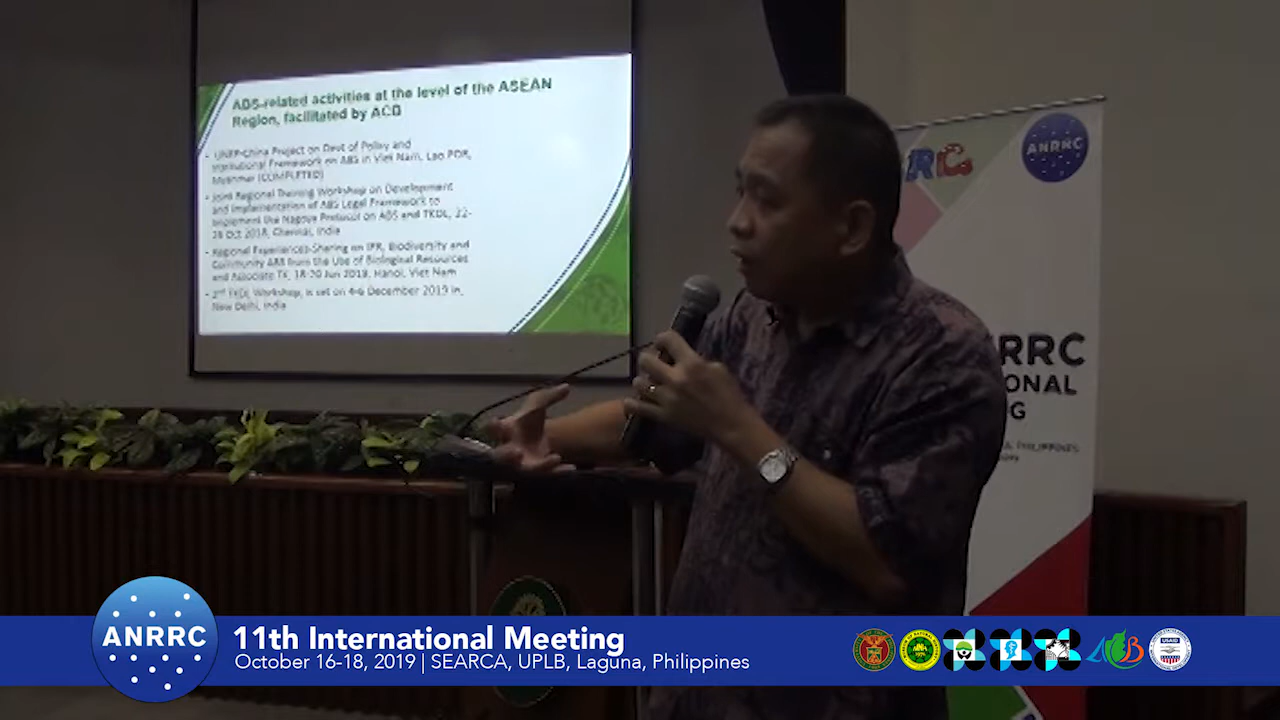 ABS-related activities at the level of the ASEAN
Region, facilitated by ACB
UNEP-China Project on Devt of Policy and
Institutional Framework on ABS in Viet Nam, Lao PDR,
Myanmar (COMPLETED)
Joint Regional Training Workshop on Development
and Implementation of ABS Legal Framework to
Implement the Nagoya Protocol on ABS and TKDL, 22-
Oct 2018, Chennai, India
Regional Experiences-Sharing on IPR, Biodiversity and
Community ABS from the Use of Biological Resources
and Associate TK, 18-20 Jun 2019, Hanoi, Viet Nam
2nd TKDL Workshop, is set on 4-6 December 2019 in
New Delhi, India
RC
ANRRC
RRC
ONAL
G
PHILIPPINES
ANRRC
11th International Meeting
October 16-18, 2019 | SEARCA, UPLB, Laguna, Philippines
ACB
USAID